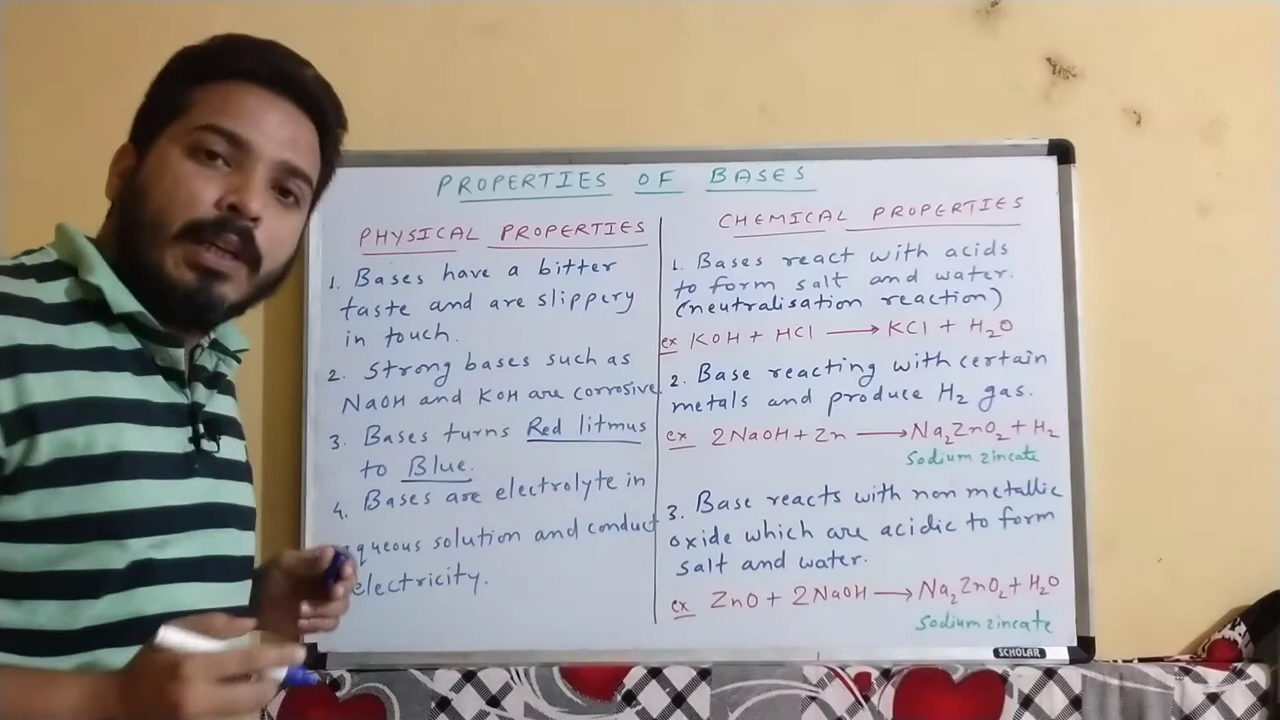 PROPERTIES OF BASES
PHYSICAL PROPERTIES
1. Bases have a bitter
taste and are slippery
in touch.
2. Strong bases such as
NaOH and KOH are corrosive.
3. Bases turns Red litmus
to Blue.
4. Bases are electrolyte in
aqueous solution and conduct
electricity.
CHEMICAL PROPERTIES
1. Bases react with acids
to form salt and water.
(neutralisation reaction)
ex KOH + HCl ⟶ KCl + H₂O
2. Base reacting with certain
metals and produce H₂ gas.
ex 2NaOH + Zn ⟶ Na₂ZnO₂ + H₂
Sodium zincate
3. Base reacts with non metallic
oxide which are acidic to form
salt and water.
ex ZnO + 2NaOH ⟶ Na₂ZnO₂ + H₂O
Sodium zincate
SCHOLAR